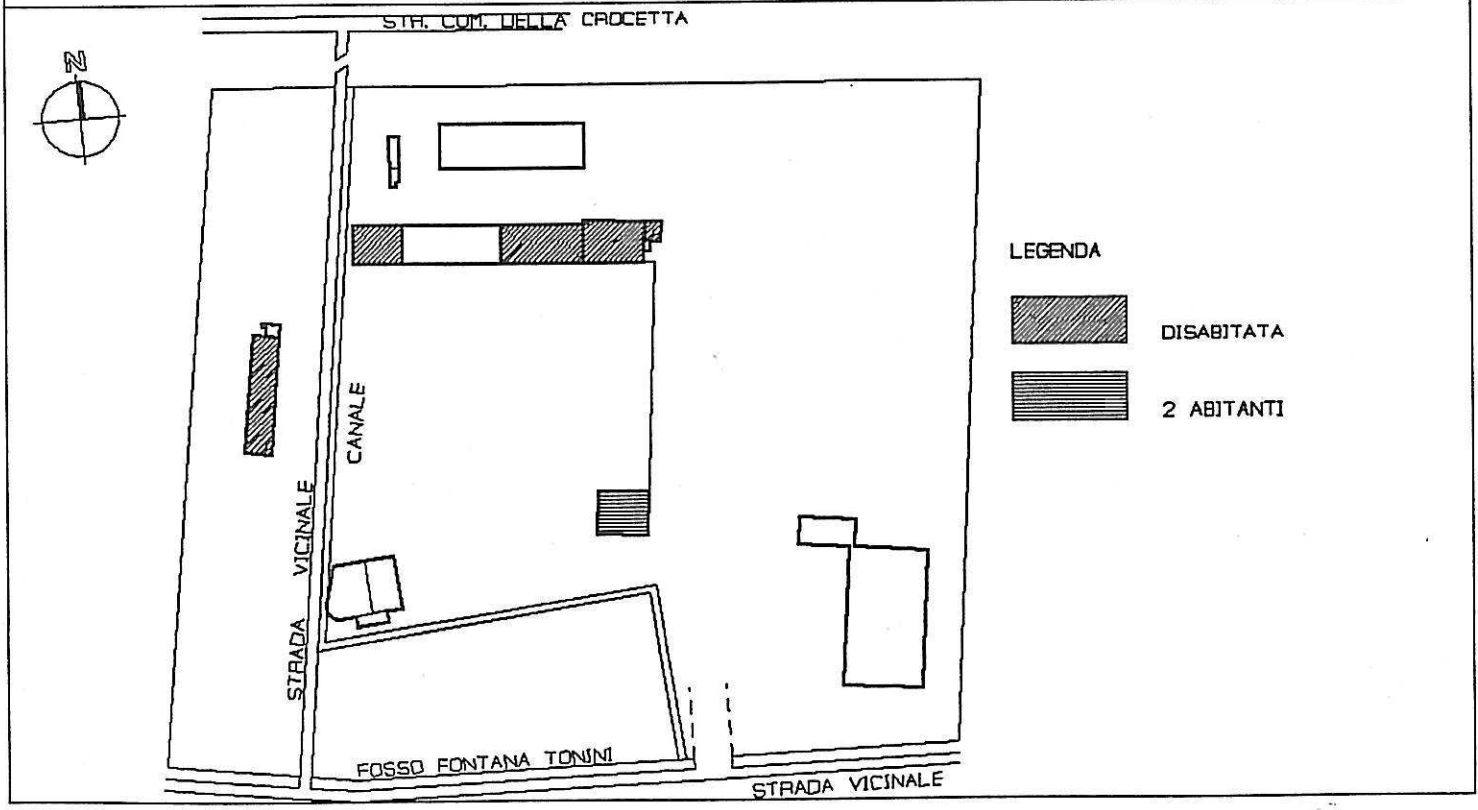 STR. COM. DELLA CROCETTA
N
LEGENDA
DISABITATA
2 ABITANTI
CANALE
STRADA VICINALE
FOSSO FONTANA TONINI
STRADA VICINALE